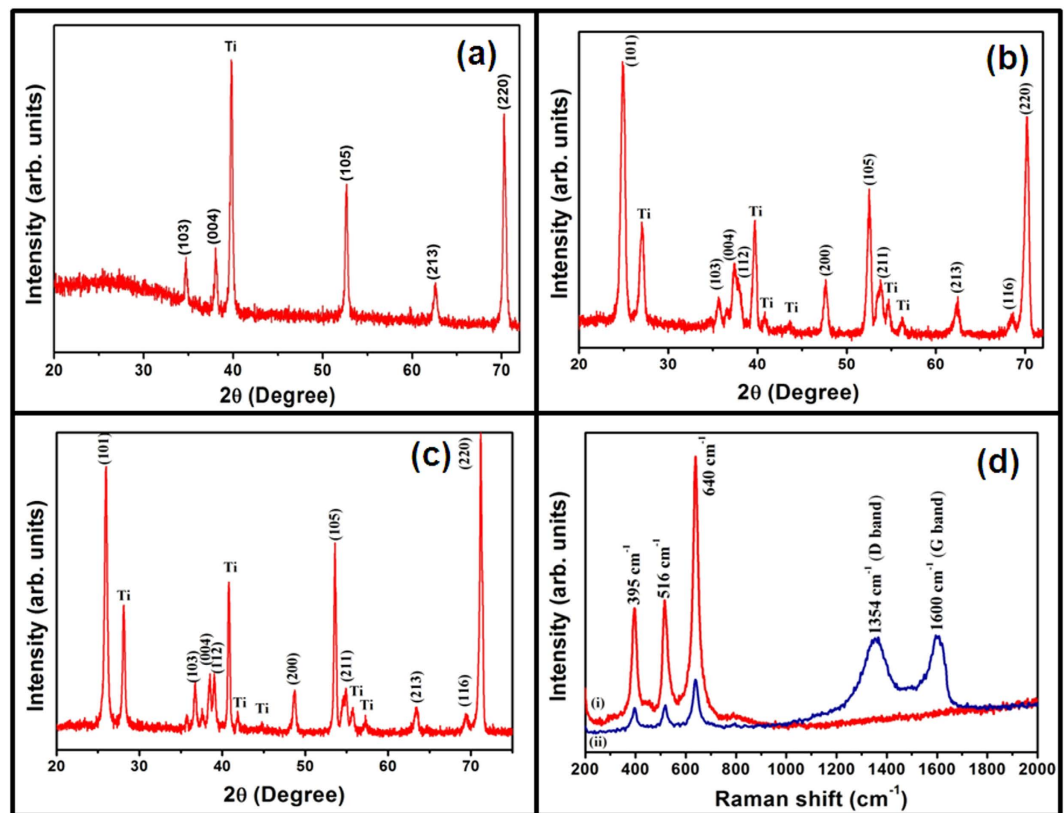 (a)
Intensity (arb. units)
(103)
(004)
Ti
(105)
(213)
(220)
20 30 40 50 60 70
2θ (Degree)
(b)
Intensity (arb. units)
(101)
Ti
(103)
(004)
(112)
Ti
Ti
Ti
(200)
(105)
(211)
Ti
Ti
(213)
(116)
(220)
20 30 40 50 60 70
2θ (Degree)
(c)
Intensity (arb. units)
(101)
Ti
(103)
(004)
(112)
Ti
Ti
Ti
(200)
(105)
(211)
Ti
Ti
(213)
(116)
(220)
20 30 40 50 60 70
2θ (Degree)
(d)
Intensity (arb. units)
395 cm⁻¹
516 cm⁻¹
640 cm⁻¹
1354 cm⁻¹ (D band)
1600 cm⁻¹ (G band)
(i)
(ii)
200 400 600 800 1000 1200 1400 1600 1800 2000
Raman shift (cm⁻¹)